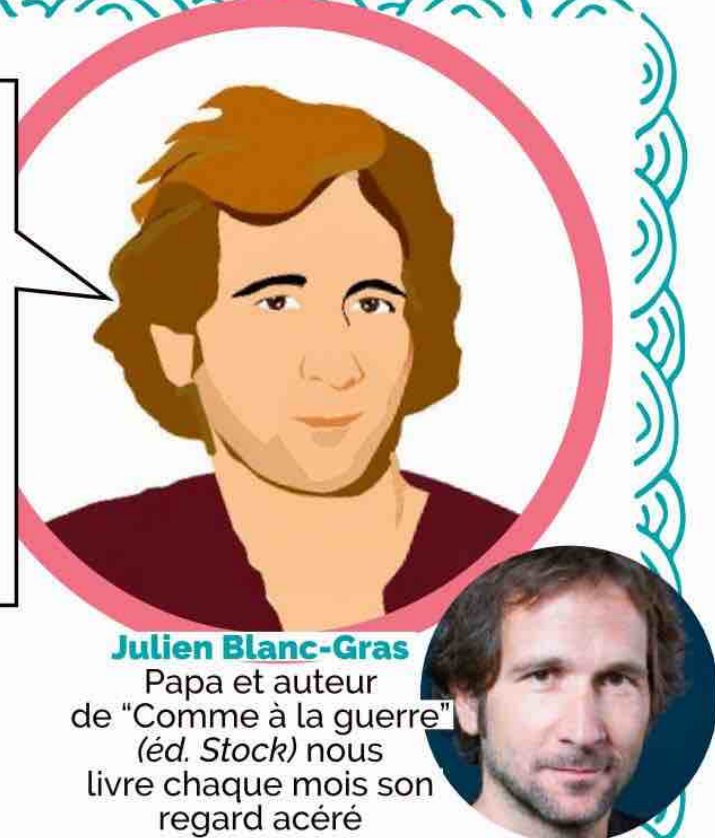 Julien Blanc-Gras
Papa et auteur
de “Comme à la guerre”
(éd. Stock) nous
livre chaque mois son
regard acéré